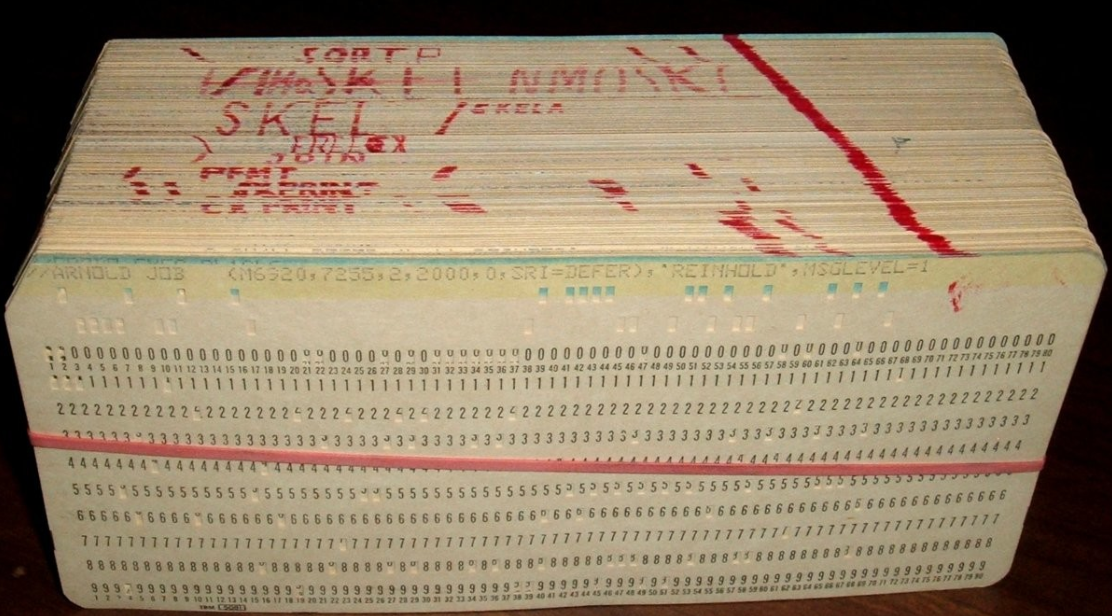 SORTP
SKEL
SKEL /SKELA
JOIN
PFMT
EXPRINT
//ARNOLD JOB (M6920,7255,2,2000,0,SRI=DEFER),'REINHOLD',MSGLEVEL=1
00000000000000000000000000000000000000000000000000000000000000000000000000000000
1 2 3 4 5 6 7 8 9 10 11 12 13 14 15 16 17 18 19 20 21 22 23 24 25 26 27 28 29 30 31 32 33 34 35 36 37 38 39 40 41 42 43 44 45 46 47 48 49 50 51 52 53 54 55 56 57 58 59 60 61 62 63 64 65 66 67 68 69 70 71 72 73 74 75 76 77 78 79 80
11111111111111111111111111111111111111111111111111111111111111111111111111111
22222222222222222222222222222222222222222222222222222222222222222222222222222222
33333333333333333333333333333333333333333333333333333333333333333333333333333333
44444444444444444444444444444444444444444444444444444444444444444444444444444444
55555555555555555555555555555555555555555555555555555555555555555555555555555555
66666666666666666666666666666666666666666666666666666666666666666666666666666666
77777777777777777777777777777777777777777777777777777777777777777777777777777777
88888888888888888888888888888888888888888888888888888888888888888888888888888888
99999999999999999999999999999999999999999999999999999999999999999999999999999999
1 2 3 4 5 6 7 8 9 10 11 12 13 14 15 16 17 18 19 20 21 22 23 24 25 26 27 28 29 30 31 32 33 34 35 36 37 38 39 40 41 42 43 44 45 46 47 48 49 50 51 52 53 54 55 56 57 58 59 60 61 62 63 64 65 66 67 68 69 70 71 72 73 74 75 76 77 78 79 80
IBM 5081